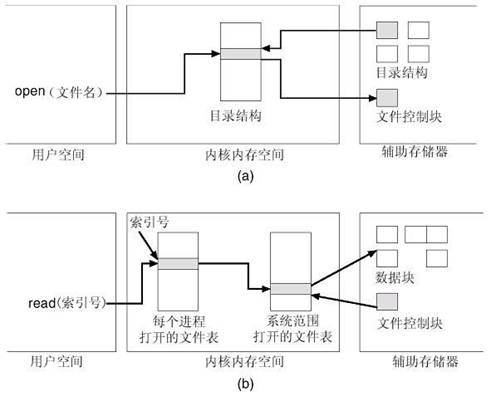 open（文件名）
目录结构
目录结构
文件控制块
用户空间
内核内存空间
辅助存储器
(a)
索引号
read(索引号)
数据块
每个进程
打开的文件表
系统范围
打开的文件表
文件控制块
用户空间
内核内存空间
辅助存储器
(b)